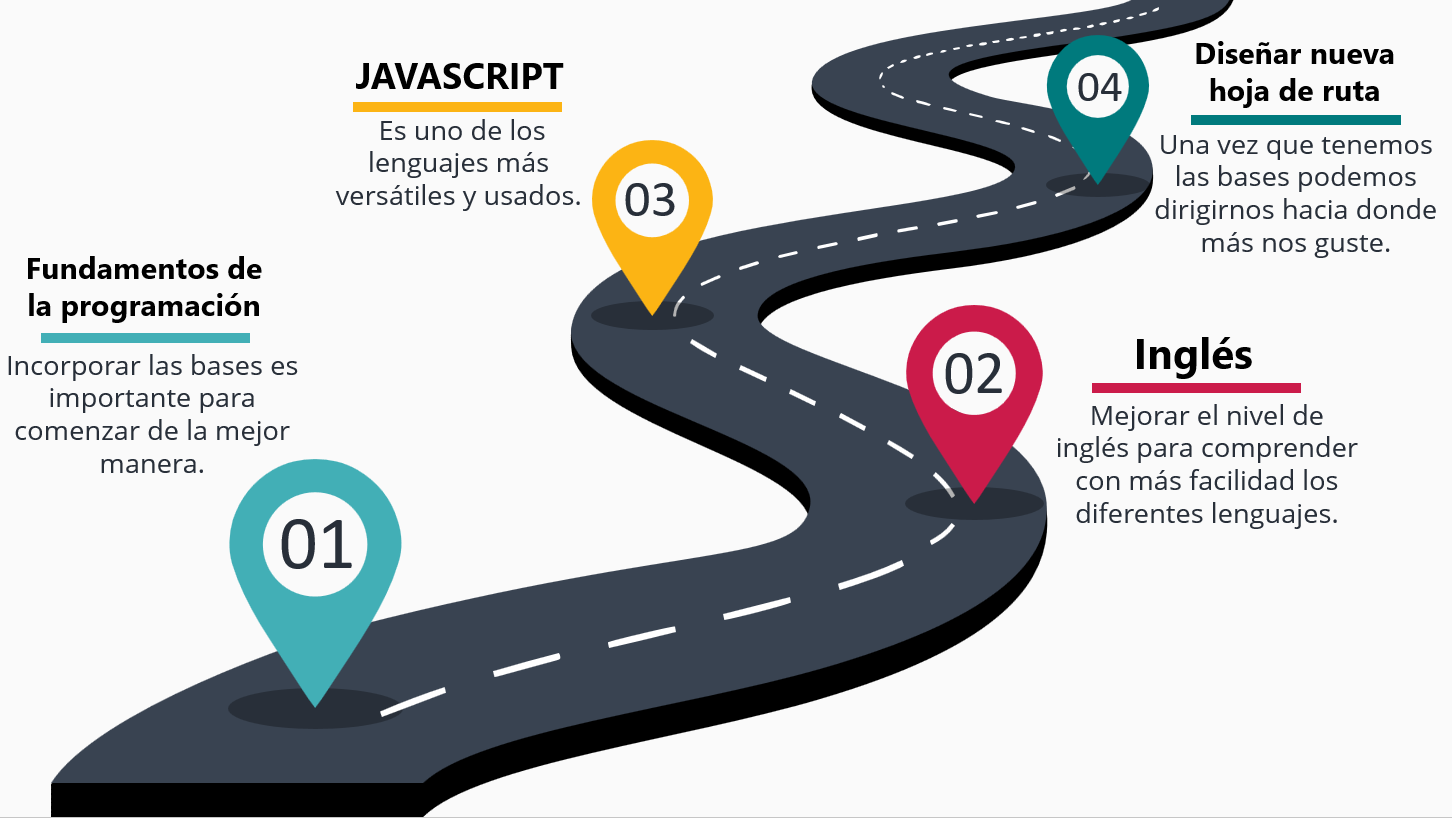 01
Fundamentos de
la programación
Incorporar las bases es
importante para
comenzar de la mejor
manera.
02
Inglés
Mejorar el nivel de
inglés para comprender
con más facilidad los
diferentes lenguajes.
03
JAVASCRIPT
Es uno de los
lenguajes más
versátiles y usados.
04
Diseñar nueva
hoja de ruta
Una vez que tenemos
las bases podemos
dirigirnos hacia donde
más nos guste.